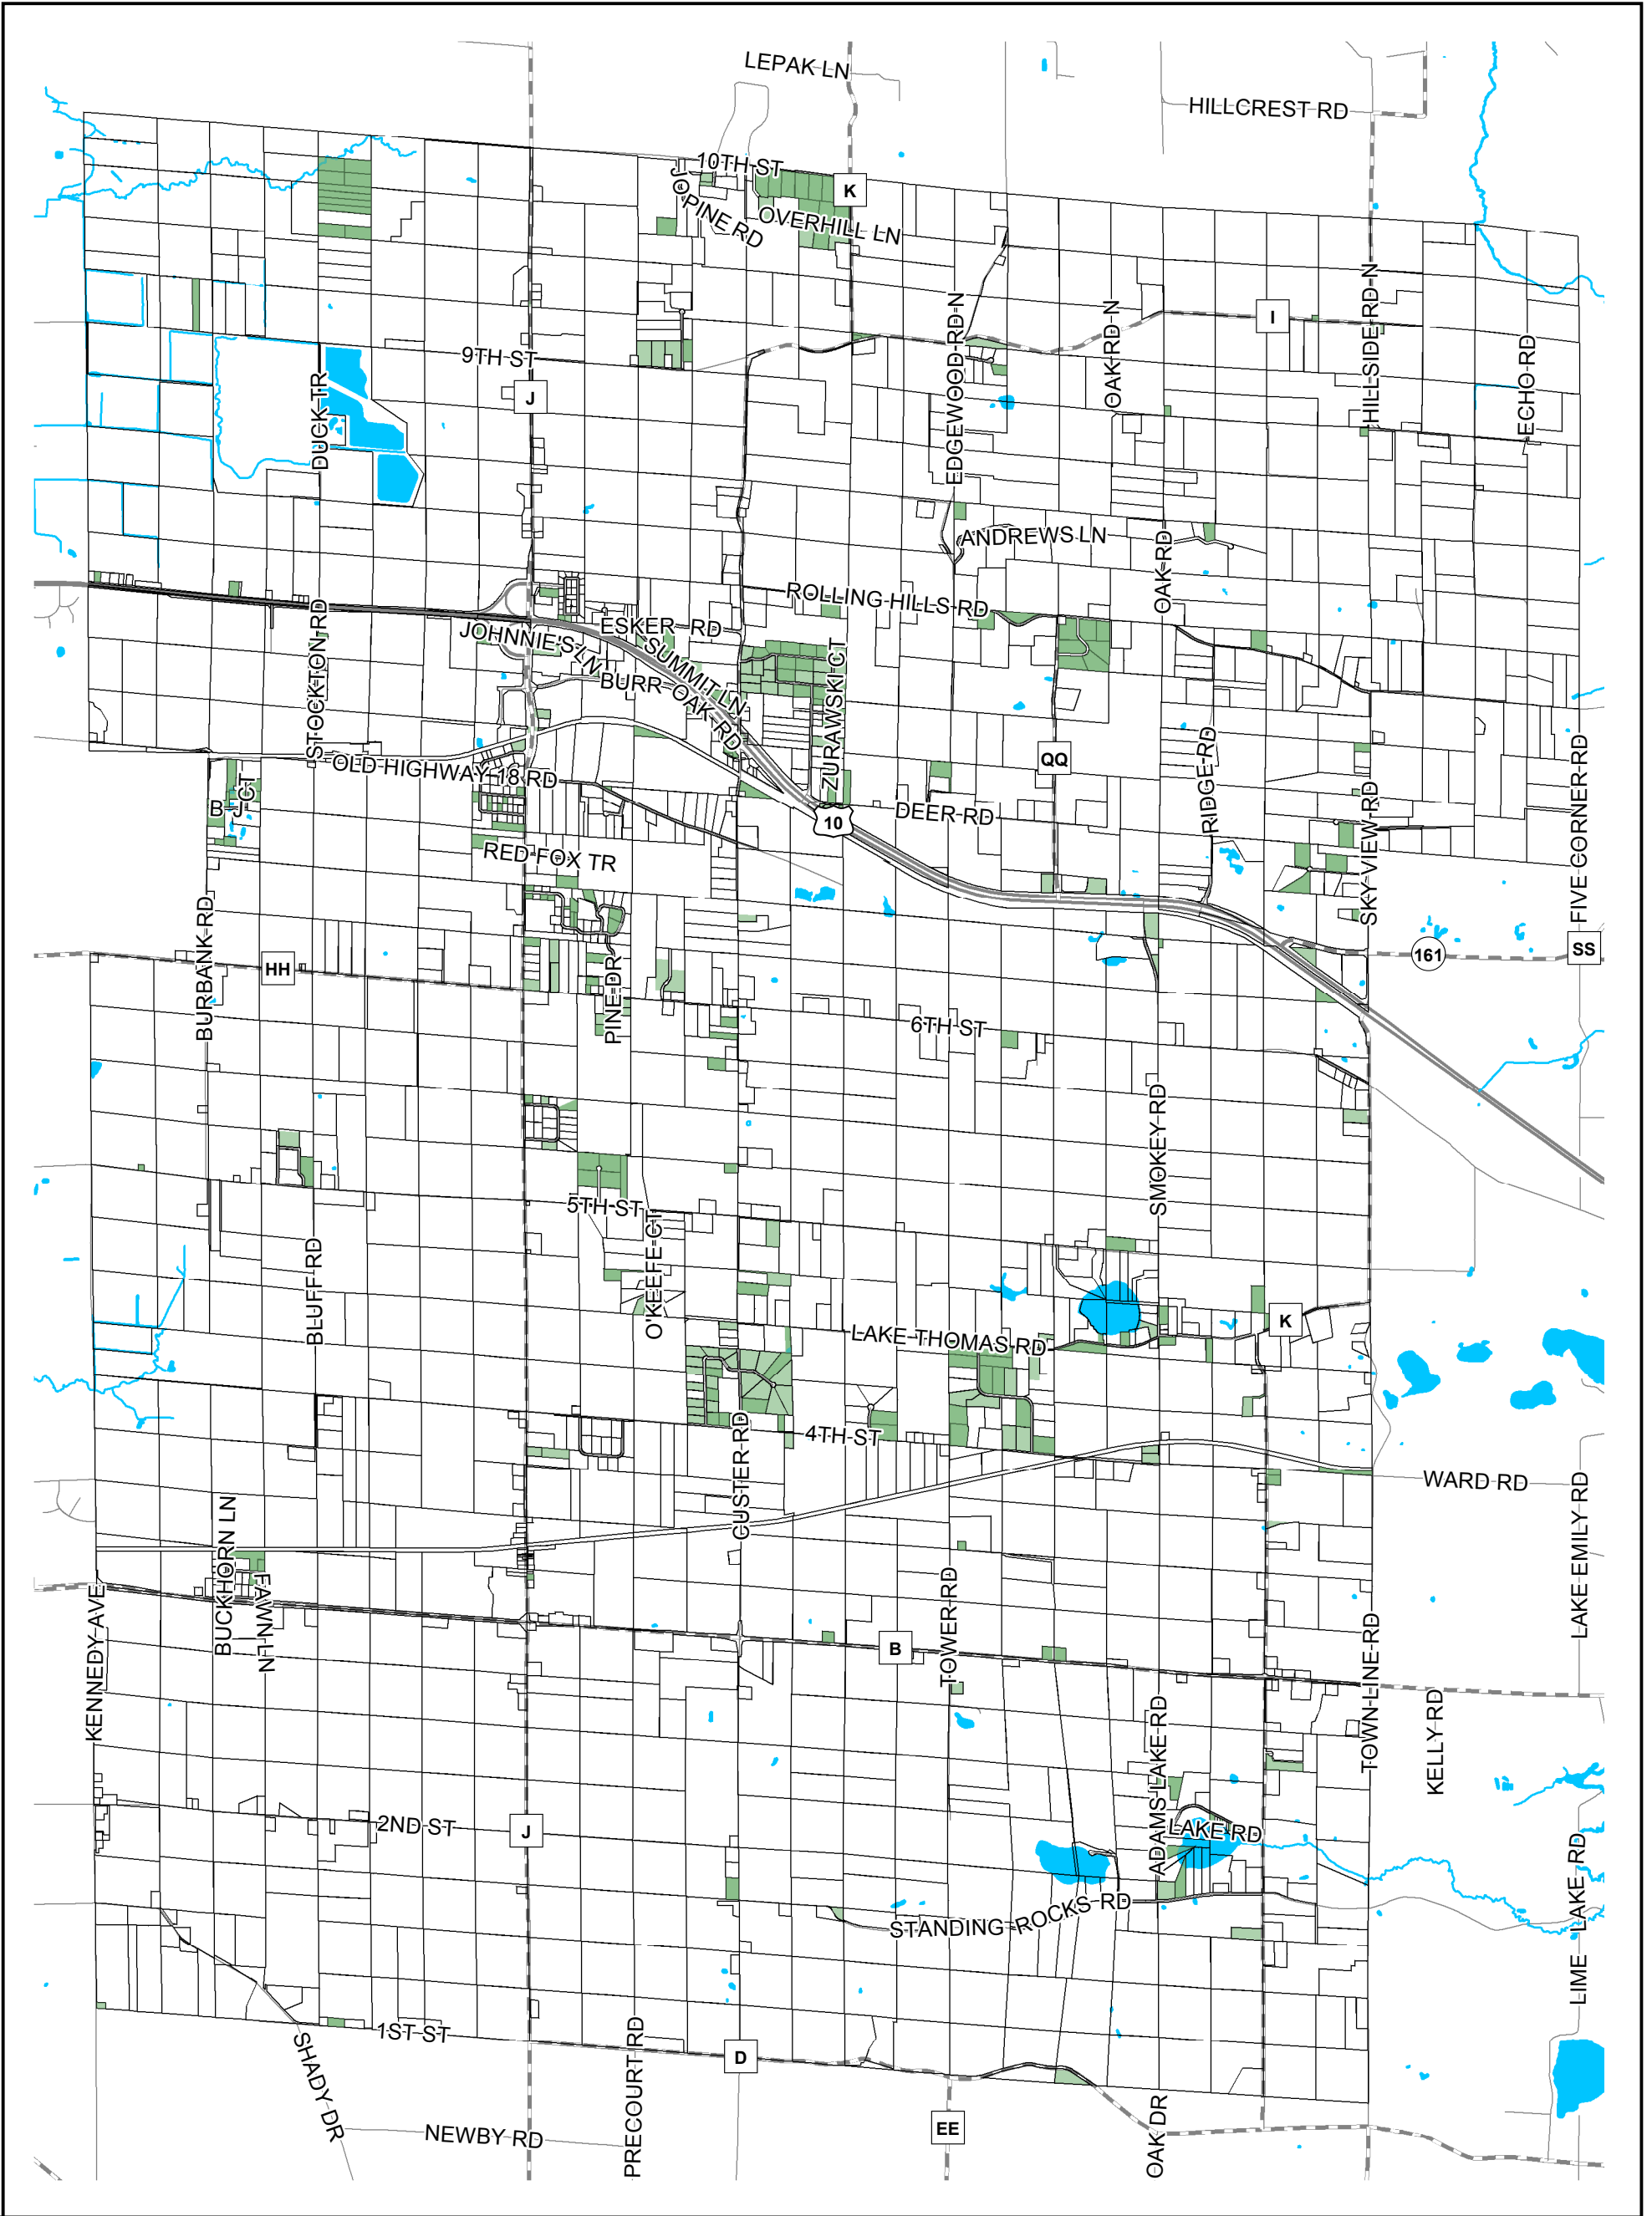 LEPAK LN
HILLCREST RD
10TH ST
K
JO
PINE RD
OVERHILL LN
HILLSIDE RD N
EDGEWOOD RD N
OAK RD N
I
ECHO RD
9TH ST
J
DUCK TR
ANDREWS LN
OAK RD
ROLLING HILLS RD
ESKER RD
JOHNNIE'S LN
SUMMIT LN
BURR OAK RD
STOCKTON RD
ZURAWSKI CT
RIDGE RD
QQ
OLD HIGHWAY 18 RD
B J CT
DEER RD
10
SKY VIEW RD
FIVE CORNER RD
RED FOX TR
BURBANK RD
HH
161
SS
PINE DR
6TH ST
SMOKEY RD
5TH ST
O'KEEFE CT
BLUFF RD
K
LAKE THOMAS RD
4TH ST
CUSTER RD
WARD RD
LAKE EMILY RD
BUCKHORN LN
FAWN LN
KENNEDY AVE
TOWER RD
B
TOWN LINE RD
KELLY RD
ADAMS LAKE RD
2ND ST
J
LAKE RD
STANDING ROCKS RD
LIME LAKE RD
1ST ST
SHADY DR
PRECOURT RD
D
NEWBY RD
EE
OAK DR